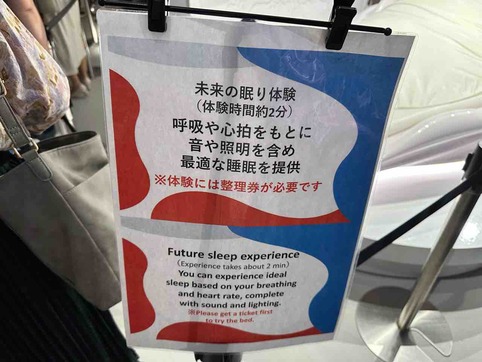 未来の眠り体験
(体験時間約2分)
呼吸や心拍をもとに
音や照明を含め
最適な睡眠を提供
※体験には整理券が必要です
Future sleep experience
(Experience takes about 2 min)
You can experience ideal
sleep based on your breathing
and heart rate, complete
with sound and lighting.
※Please get a ticket first
to try the bed.